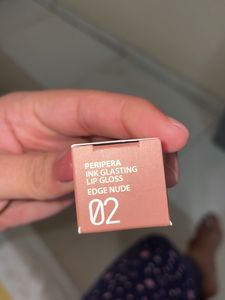 PERIPERA
INK GLASTING
LIP GLOSS
EDGE NUDE
02